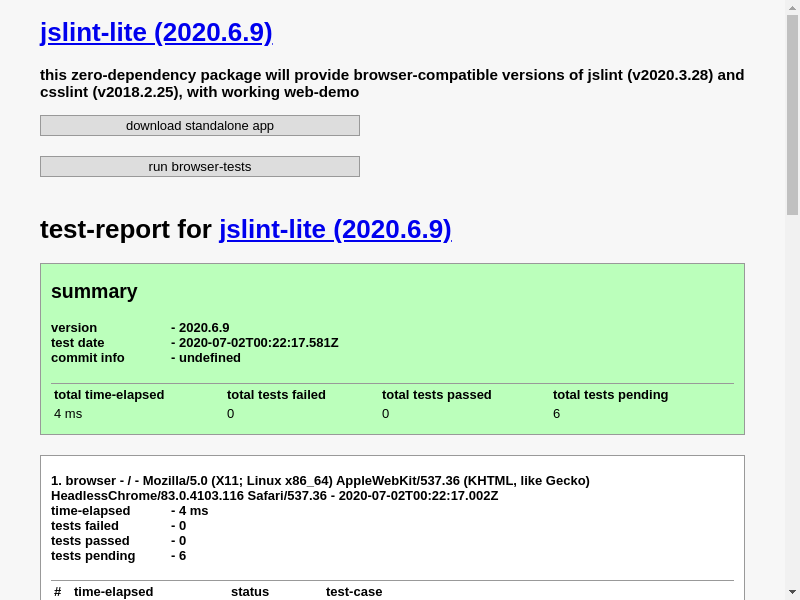 jslint-lite (2020.6.9)
this zero-dependency package will provide browser-compatible versions of jslint (v2020.3.28) and
csslint (v2018.2.25), with working web-demo
download standalone app
run browser-tests
test-report for jslint-lite (2020.6.9)
summary
version - 2020.6.9
test date - 2020-07-02T00:22:17.581Z
commit info - undefined
total time-elapsed total tests failed total tests passed total tests pending
4 ms 0 0 6
1. browser - / - Mozilla/5.0 (X11; Linux x86_64) AppleWebKit/537.36 (KHTML, like Gecko)
HeadlessChrome/83.0.4103.116 Safari/537.36 - 2020-07-02T00:22:17.002Z
time-elapsed - 4 ms
tests failed - 0
tests passed - 0
tests pending - 6
# time-elapsed status test-case